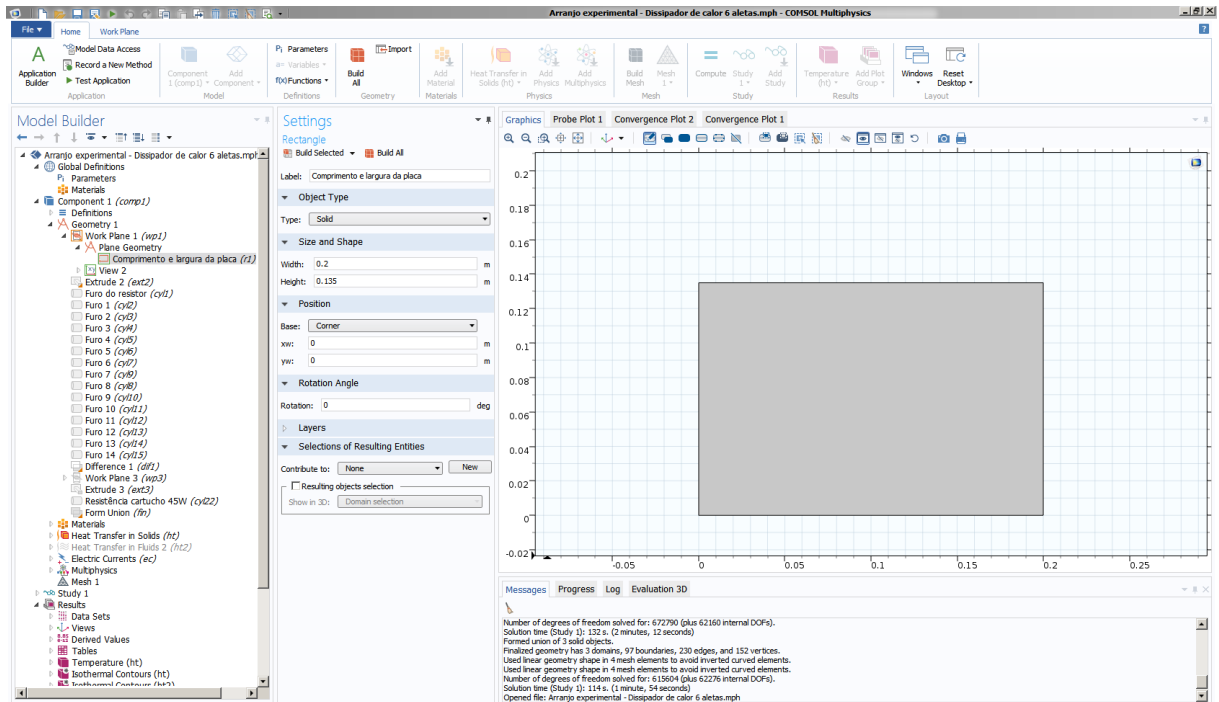 Arranjo experimental - Dissipador de calor 6 aletas.mph - COMSOL Multiphysics
File ▼ Home Work Plane
Application Builder
Model Data Access
Record a New Method
Test Application
Application
Component 1 (comp1)
Add Component
Model
Pi Parameters
a= Variables
f(x) Functions
Definitions
Build All
Import
Geometry
Add Material
Materials
Heat Transfer in Solids (ht)
Add Physics
Add Multiphysics
Physics
Build Mesh
Mesh 1
Mesh
Compute
Study 1
Add Study
Study
Temperature (ht)
Add Plot Group
Results
Windows
Reset Desktop
Layout
Model Builder
Arranjo experimental - Dissipador de calor 6 aletas.mph
Global Definitions
Pi Parameters
Materials
Component 1 (comp1)
Definitions
Geometry 1
Work Plane 1 (wp1)
Plane Geometry
Comprimento e largura da placa (r1)
View 2
Extrude 2 (ext2)
Furo do resistor (cyl1)
Furo 1 (cyl2)
Furo 2 (cyl3)
Furo 3 (cyl4)
Furo 4 (cyl5)
Furo 5 (cyl6)
Furo 6 (cyl7)
Furo 7 (cyl9)
Furo 8 (cyl8)
Furo 9 (cyl10)
Furo 10 (cyl11)
Furo 11 (cyl12)
Furo 12 (cyl13)
Furo 13 (cyl14)
Furo 14 (cyl15)
Difference 1 (dif1)
Work Plane 3 (wp3)
Extrude 3 (ext3)
Resistência cartucho 45W (cyl22)
Form Union (fin)
Materials
Heat Transfer in Solids (ht)
Heat Transfer in Fluids 2 (ht2)
Electric Currents (ec)
Multiphysics
Mesh 1
Study 1
Results
Data Sets
Views
Derived Values
Tables
Temperature (ht)
Isothermal Contours (ht)
Isothermal Contours (ht2)
Settings
Rectangle
Build Selected ▼ Build All
Label: Comprimento e largura da placa
Object Type
Type: Solid
Size and Shape
Width: 0.2 m
Height: 0.135 m
Position
Base: Corner
xw: 0 m
yw: 0 m
Rotation Angle
Rotation: 0 deg
Layers
Selections of Resulting Entities
Contribute to: None New
Resulting objects selection
Show in 3D: Domain selection
Graphics Probe Plot 1 Convergence Plot 2 Convergence Plot 1
0.2
0.18
0.16
0.14
0.12
0.1
0.08
0.06
0.04
0.02
0
-0.02
-0.05 0 0.05 0.1 0.15 0.2 0.25
Messages Progress Log Evaluation 3D
Number of degrees of freedom solved for: 672790 (plus 62160 internal DOFs).
Solution time (Study 1): 132 s. (2 minutes, 12 seconds)
Formed union of 3 solid objects.
Finalized geometry has 3 domains, 97 boundaries, 230 edges, and 152 vertices.
Used linear geometry shape in 4 mesh elements to avoid inverted curved elements.
Used linear geometry shape in 4 mesh elements to avoid inverted curved elements.
Number of degrees of freedom solved for: 615604 (plus 62276 internal DOFs).
Solution time (Study 1): 114 s. (1 minute, 54 seconds)
Opened file: Arranjo experimental - Dissipador de calor 6 aletas.mph